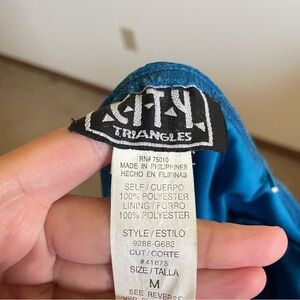 CITY
TRIANGLES
RN# 75010
MADE IN PHILIPPINES
HECHO EN FILIPINAS
SELF/CUERPO
100% POLYESTER
LINING/FORRO
100% POLYESTER
STYLE/ESTILO
9288-G682
CUT/CORTE
#41878
SIZE/TALLA
M
SEE REVERSE